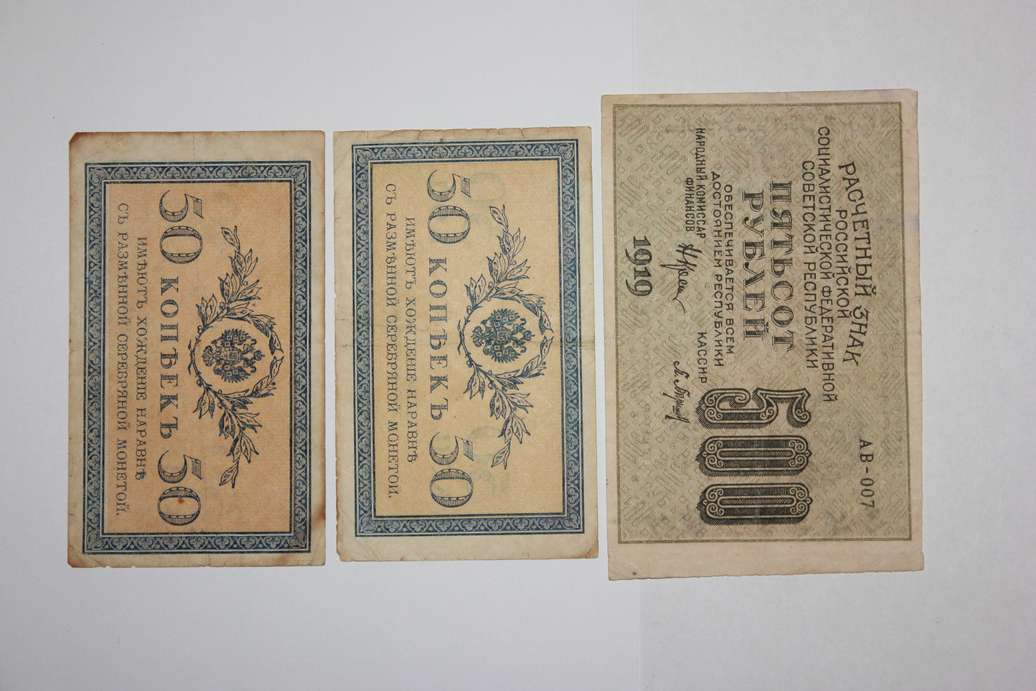 50 КОПѢЕКЪ 50
ИМѢЮТЪ ХОЖДЕНІЕ НАРАВНѢ
СЪ РАЗМѢННОЙ СЕРЕБРЯНОЙ МОНЕТОЙ.
50 КОПѢЕКЪ 50
ИМѢЮТЪ ХОЖДЕНІЕ НАРАВНѢ
СЪ РАЗМѢННОЙ СЕРЕБРЯНОЙ МОНЕТОЙ.
РАСЧЕТНЫЙ ЗНАК
РОССИЙСКОЙ
СОЦИАЛИСТИЧЕСКОЙ ФЕДЕРАТИВНОЙ
СОВЕТСКОЙ РЕСПУБЛИКИ
АВ-007
ПЯТЬСОТ
РУБЛЕЙ
500
ОБЕСПЕЧИВАЕТСЯ ВСЕМ
ДОСТОЯНИЕМ РЕСПУБЛИКИ
НАРОДНЫЙ КОМИССАР
ФИНАНСОВ
КАССИР
1919